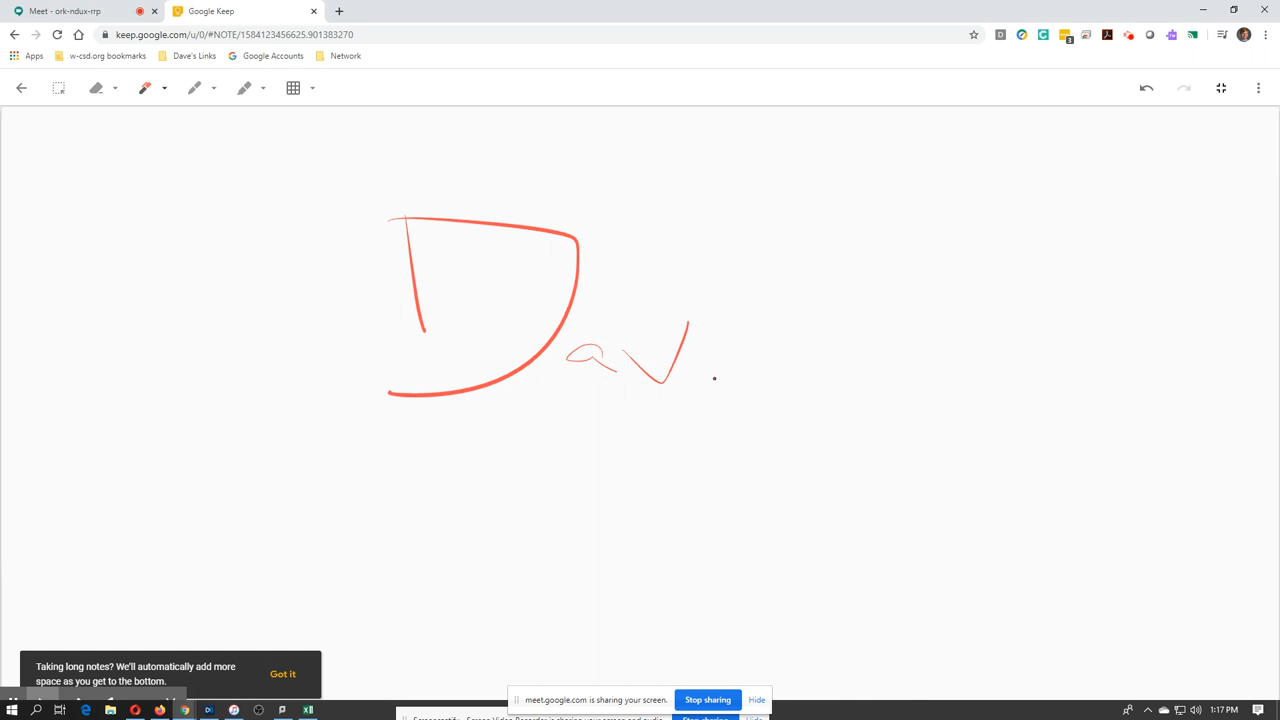 Meet - ork-ndux-rrp
Google Keep
keep.google.com/u/0/#NOTE/1584123456625.901383270
3
Apps
w-csd.org bookmarks
Dave's Links
Google Accounts
Network
Dav
Taking long notes? We'll automatically add more
space as you get to the bottom.
Got it
meet.google.com is sharing your screen.
Stop sharing
Hide
1:17 PM